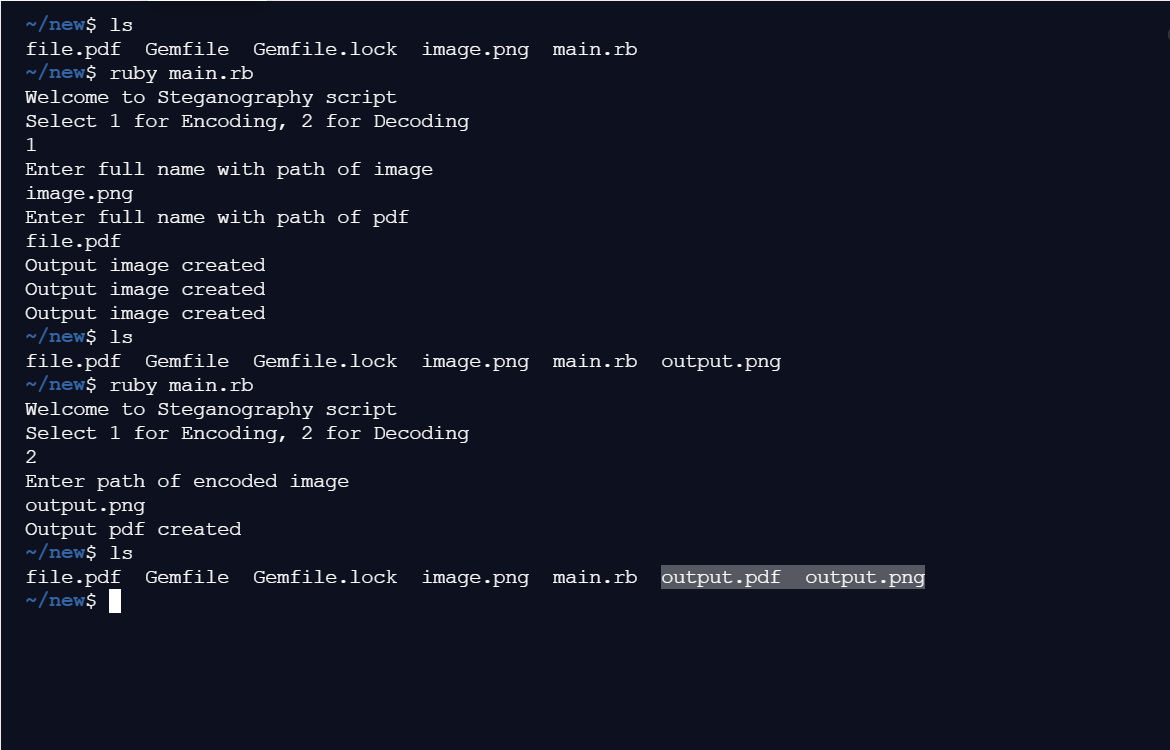 ~/new$ ls
file.pdf  Gemfile  Gemfile.lock  image.png  main.rb
~/new$ ruby main.rb
Welcome to Steganography script
Select 1 for Encoding, 2 for Decoding
1
Enter full name with path of image
image.png
Enter full name with path of pdf
file.pdf
Output image created
Output image created
Output image created
~/new$ ls
file.pdf  Gemfile  Gemfile.lock  image.png  main.rb  output.png
~/new$ ruby main.rb
Welcome to Steganography script
Select 1 for Encoding, 2 for Decoding
2
Enter path of encoded image
output.png
Output pdf created
~/new$ ls
file.pdf  Gemfile  Gemfile.lock  image.png  main.rb  output.pdf  output.png
~/new$